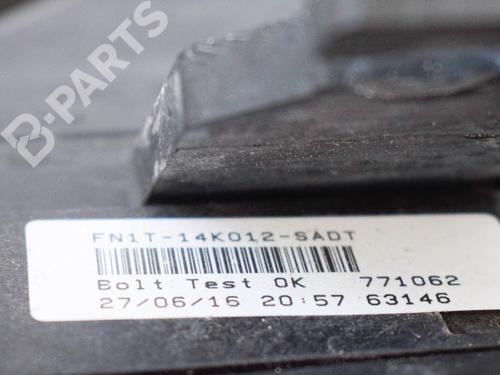 B-PARTS
FN1T-14K012-SADT
Bolt Test OK 771062
27/06/16 20:57 63146